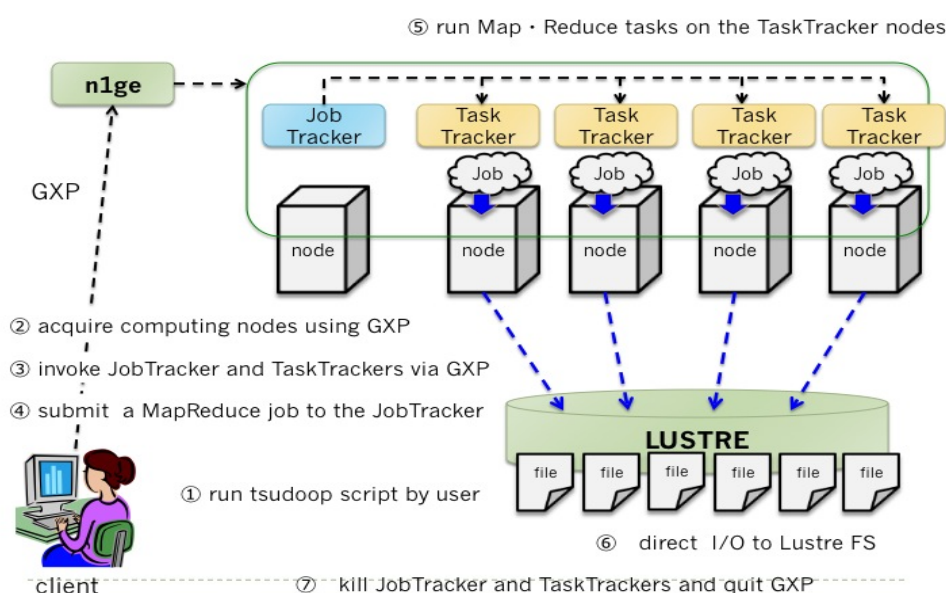 ⑤ run Map・Reduce tasks on the TaskTracker nodes
n1ge
Job
Tracker
Task
Tracker
Task
Tracker
Task
Tracker
Task
Tracker
Job
Job
Job
Job
GXP
node
node
node
node
node
② acquire computing nodes using GXP
③ invoke JobTracker and TaskTrackers via GXP
④ submit a MapReduce job to the JobTracker
LUSTRE
file
file
file
file
file
file
① run tsudoop script by user
⑥ direct I/O to Lustre FS
client
⑦ kill JobTracker and TaskTrackers and quit GXP